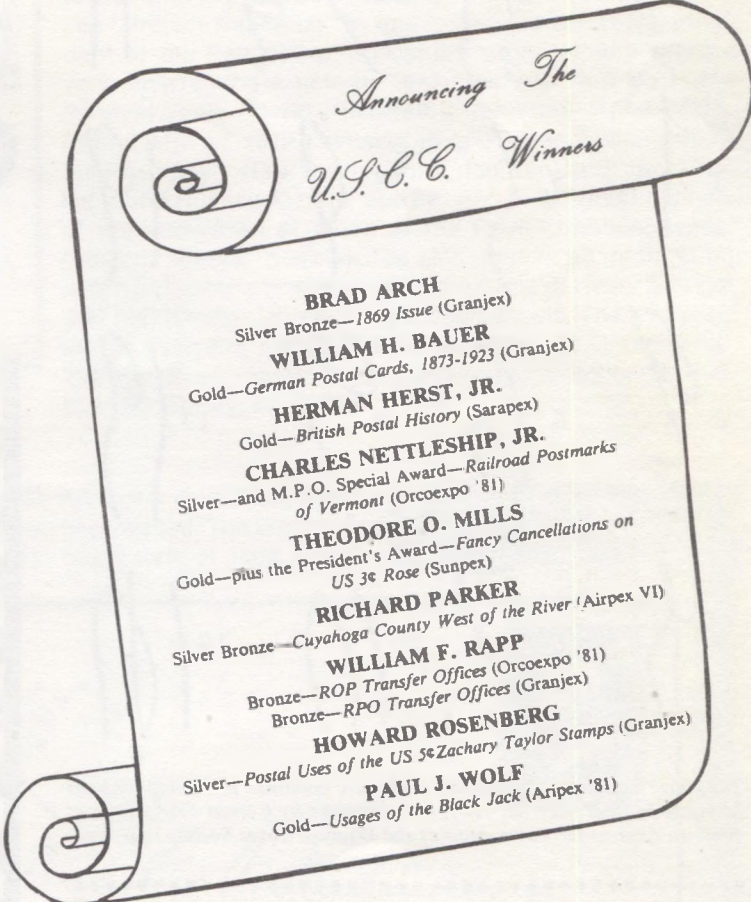 Announcing The
U.S.C.C. Winners
BRAD ARCH
Silver Bronze—1869 Issue (Granjex)
WILLIAM H. BAUER
Gold—German Postal Cards, 1873-1923 (Granjex)
HERMAN HERST, JR.
Gold—British Postal History (Sarapex)
CHARLES NETTLESHIP, JR.
Silver—and M.P.O. Special Award—Railroad Postmarks
of Vermont (Orcoexpo '81)
THEODORE O. MILLS
Gold—plus the President's Award—Fancy Cancellations on
US 3¢ Rose (Sunpex)
RICHARD PARKER
Silver Bronze—Cuyahoga County West of the River (Airpex VI)
WILLIAM F. RAPP
Bronze—ROP Transfer Offices (Orcoexpo '81)
Bronze—RPO Transfer Offices (Granjex)
HOWARD ROSENBERG
Silver—Postal Uses of the US 5¢ Zachary Taylor Stamps (Granjex)
PAUL J. WOLF
Gold—Usages of the Black Jack (Aripex '81)